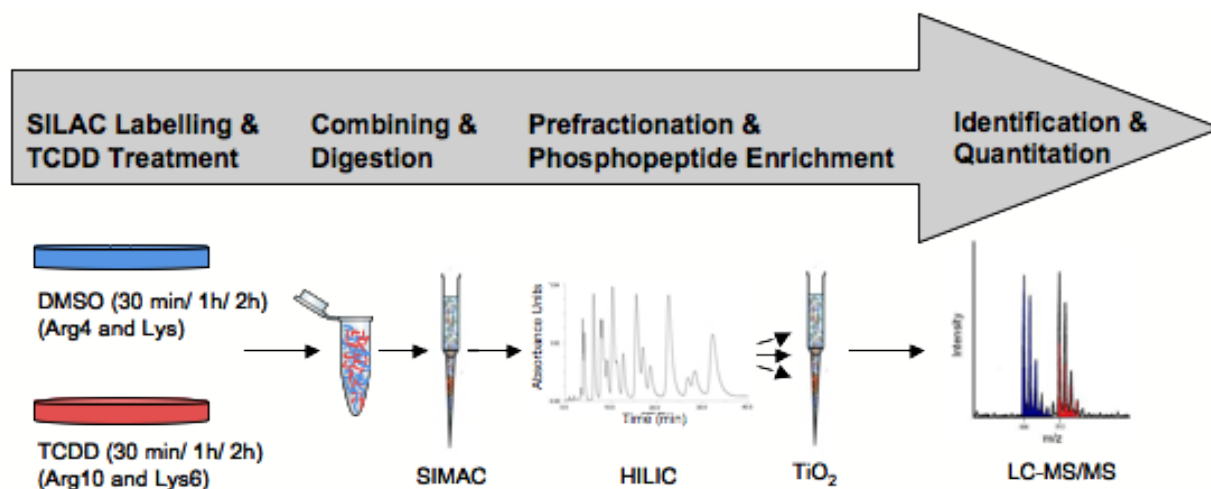 SILAC Labelling &
TCDD Treatment
Combining &
Digestion
Prefractionation &
Phosphopeptide Enrichment
Identification &
Quantitation
DMSO (30 min/ 1h/ 2h)
(Arg4 and Lys)
TCDD (30 min/ 1h/ 2h)
(Arg10 and Lys6)
SIMAC
Absorbance Units
Time (min)
HILIC
TiO₂
Intensity
m/z
LC-MS/MS